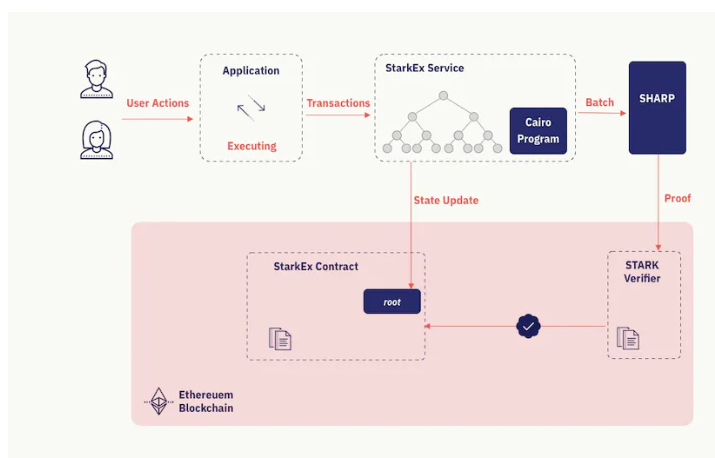 Application
StarkEx Service
User Actions
Transactions
Executing
Cairo
Program
Batch
SHARP
State Update
Proof
StarkEx Contract
root
STARK
Verifier
Ethereuem
Blockchain